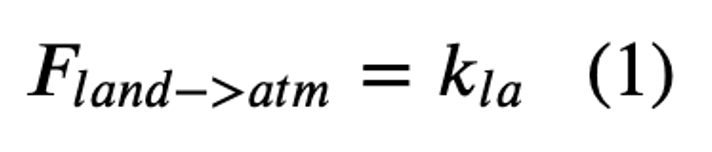 F_{land->atm} = k_{la} (1)